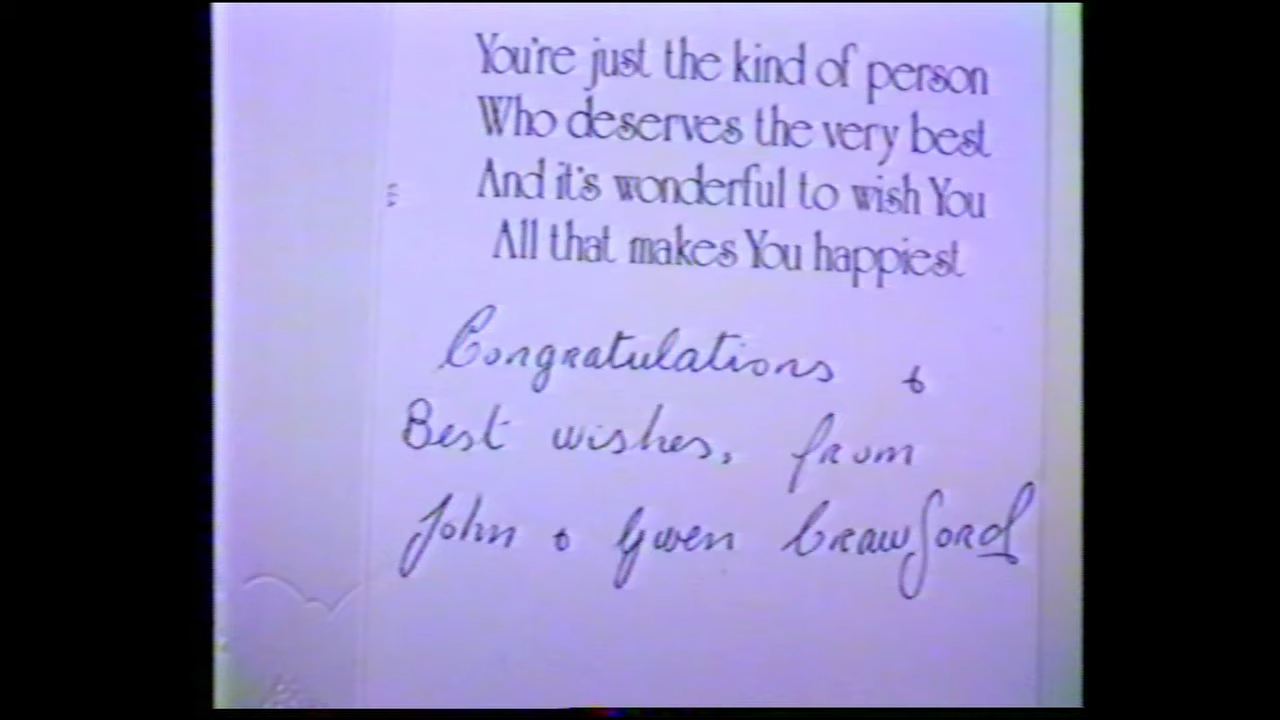 You're just the kind of person
Who deserves the very best
And it's wonderful to wish You
All that makes You happiest
Congratulations &
Best wishes, from
John & Gwen Crawford